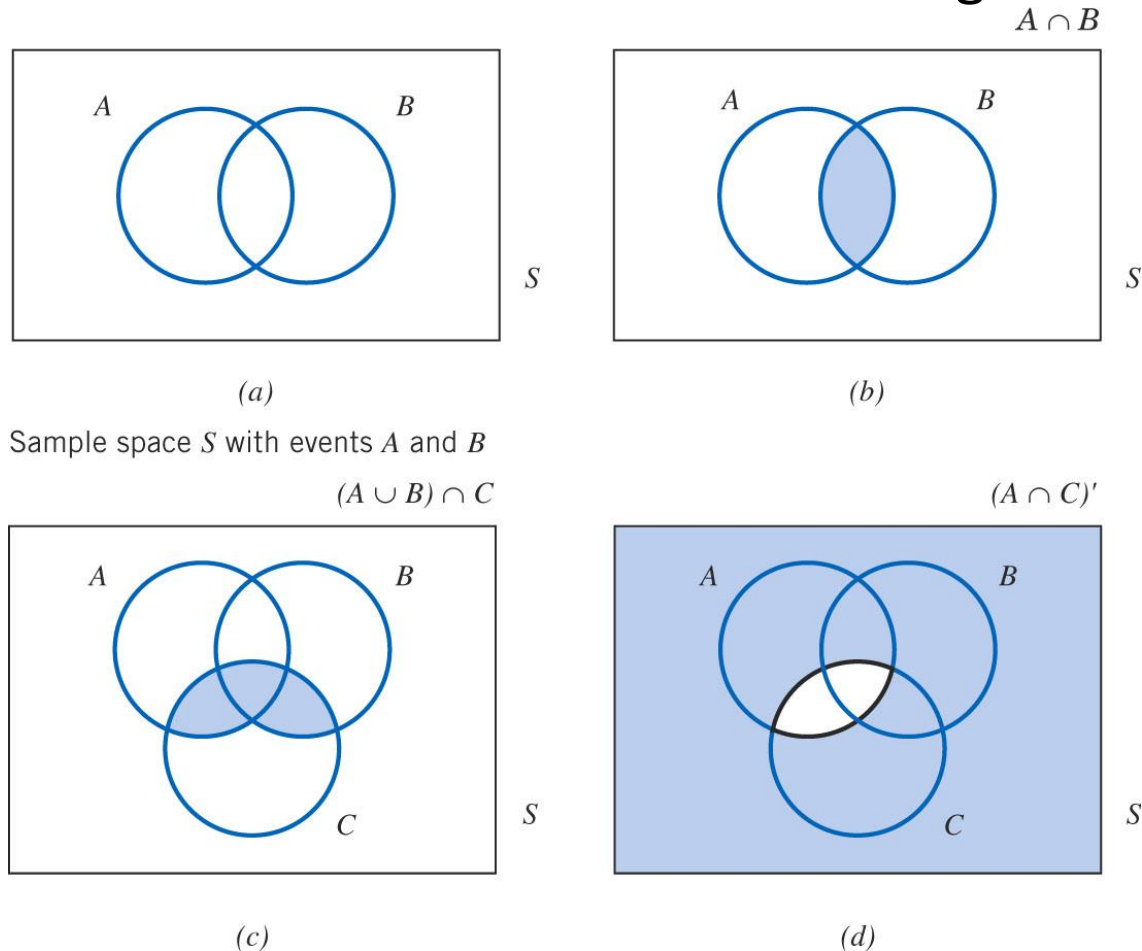 g
A ∩ B
A B
S
A B
S
(a)
(b)
Sample space S with events A and B
(A ∪ B) ∩ C
(A ∩ C)'
A B
C
S
A B
C
S
(c)
(d)